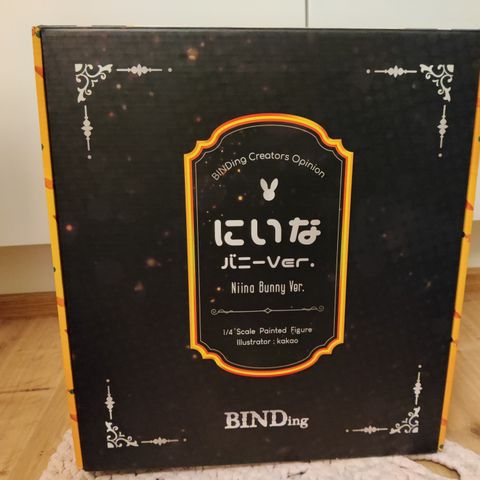 BINDing Creators Opinion
にいな
バニーVer.
Niina Bunny Ver.
1/4 Scale Painted Figure
Illustrator : kakao
BINDing